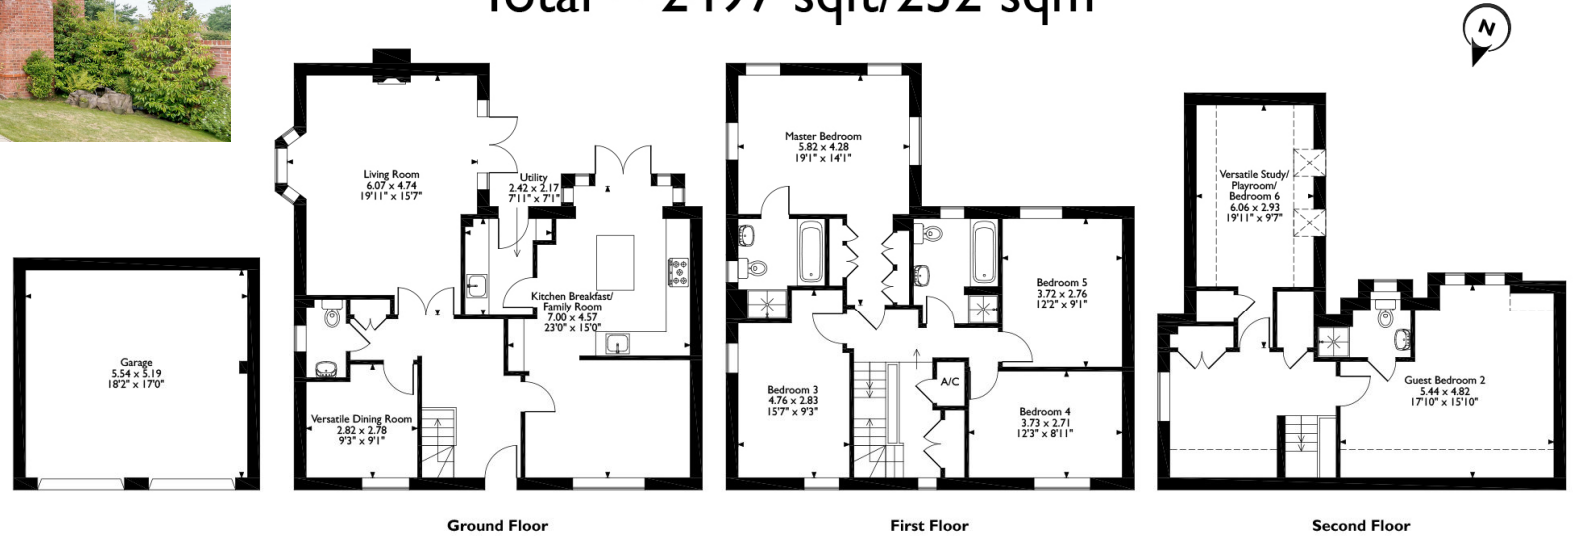 Total = 2497 sqft/232 sqm
N
Living Room
6.07 x 4.74
19'11" x 15'7"
Utility
2.42 x 2.17
7'11" x 7'1"
Kitchen Breakfast/
Family Room
7.00 x 4.57
23'0" x 15'0"
Garage
5.54 x 5.19
18'2" x 17'0"
Versatile Dining Room
2.82 x 2.78
9'3" x 9'1"
Ground Floor
Master Bedroom
5.82 x 4.28
19'1" x 14'1"
Bedroom 5
3.72 x 2.76
12'2" x 9'1"
Bedroom 3
4.76 x 2.83
15'7" x 9'3"
A/C
Bedroom 4
3.73 x 2.71
12'3" x 8'11"
First Floor
Versatile Study/
Playroom/
Bedroom 6
6.06 x 2.93
19'11" x 9'7"
Guest Bedroom 2
5.44 x 4.82
17'10" x 15'10"
Second Floor